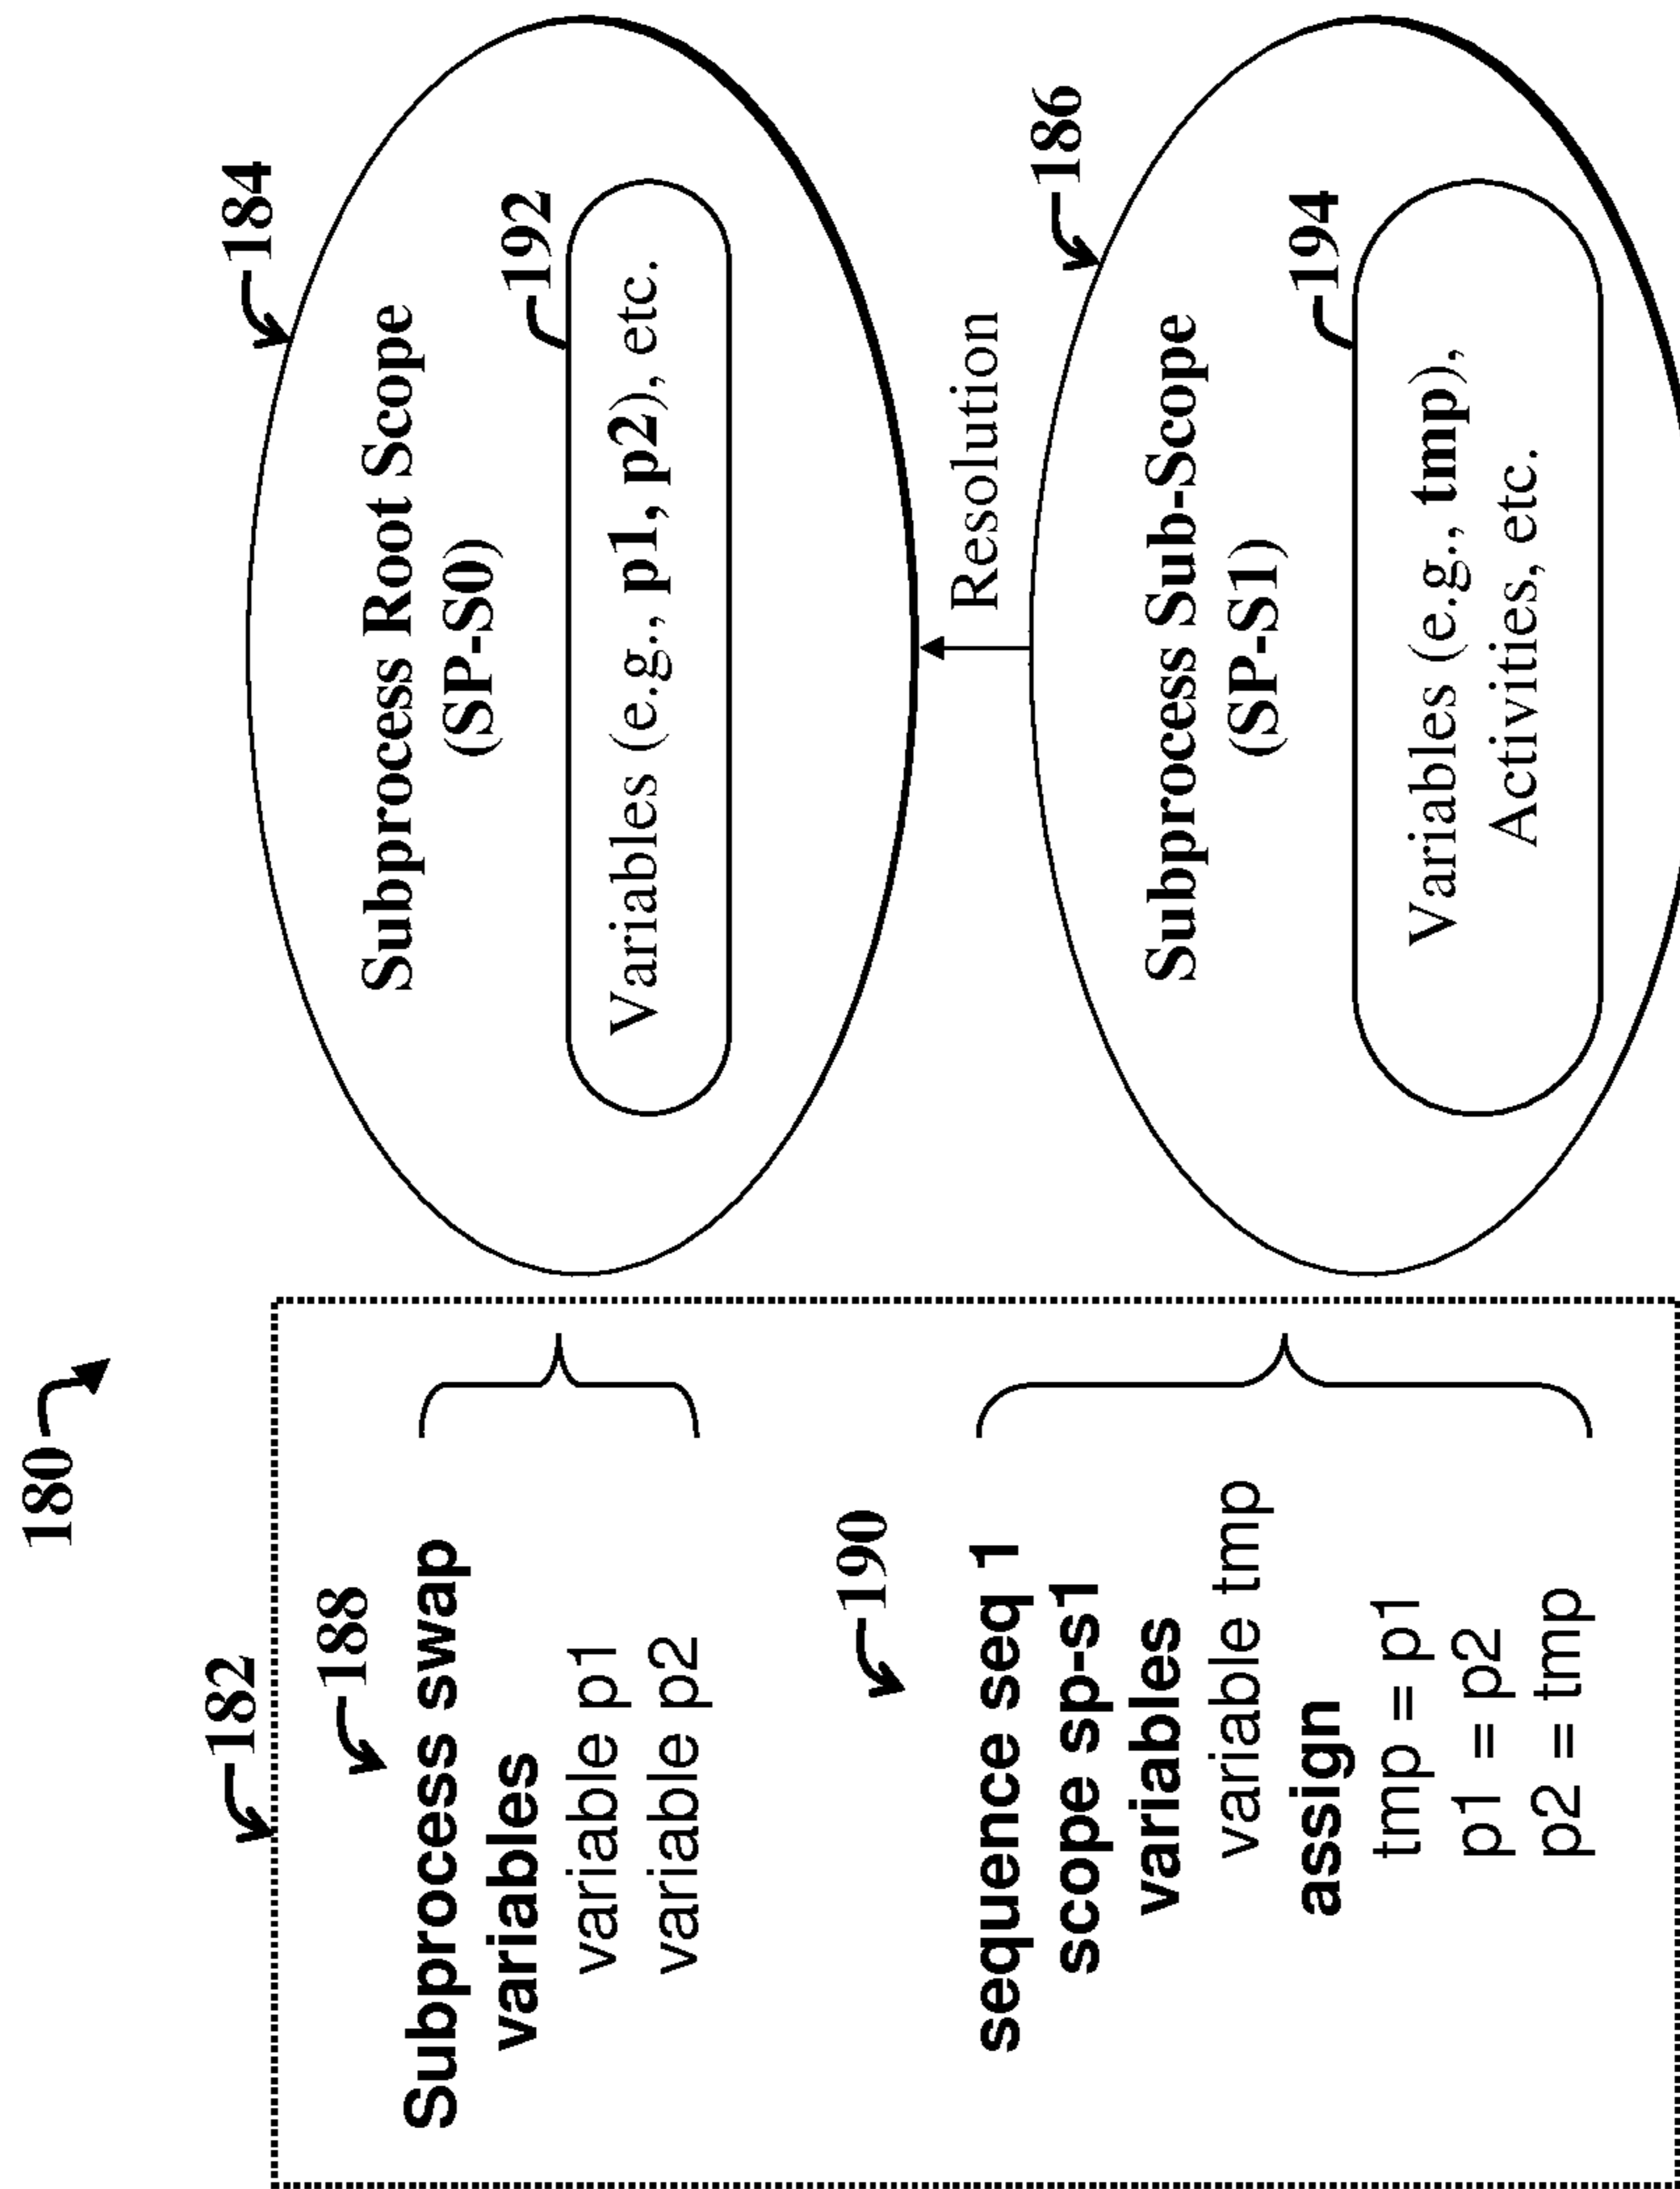 180
182
188
Subprocess swap
variables
variable p1
variable p2
190
sequence seq 1
scope sp-s1
variables
variable tmp
assign
tmp = p1
p1 = p2
p2 = tmp
184
Subprocess Root Scope
(SP-S0)
192
Variables (e.g., p1, p2), etc.
Resolution
186
Subprocess Sub-Scope
(SP-S1)
194
Variables (e.g., tmp),
Activities, etc.